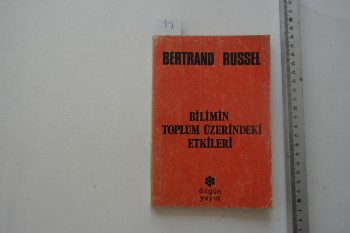 BERTRAND RUSSEL
BİLİMİN
TOPLUM ÜZERİNDEKİ
ETKİLERİ
özgün
yayın